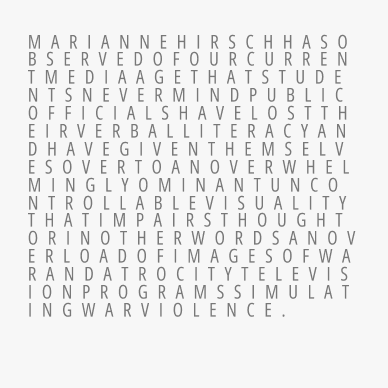 MARIANNEHIRSCHHASO
BSERVEDOFOURCURREN
TMEDIAAGETHATSTUDE
NTSNEVERMINDPUBLIC
OFFICIALSHAVELOSTTH
EIRVERBALLITERACYAN
DHAVEGIVENTHEMSELV
ESOVERTOANOVERWHEL
MINGLYOMINANTUNCO
NTROLLABLEVISUALITY
THATIMPAIRSTHOUGHT
ORINOTHERWORDSANOV
ERLOADOFIMAGESOFWA
RANDATROCITYTELEVIS
IONPROGRAMSSIMULAT
INGWARVIOLENCE.